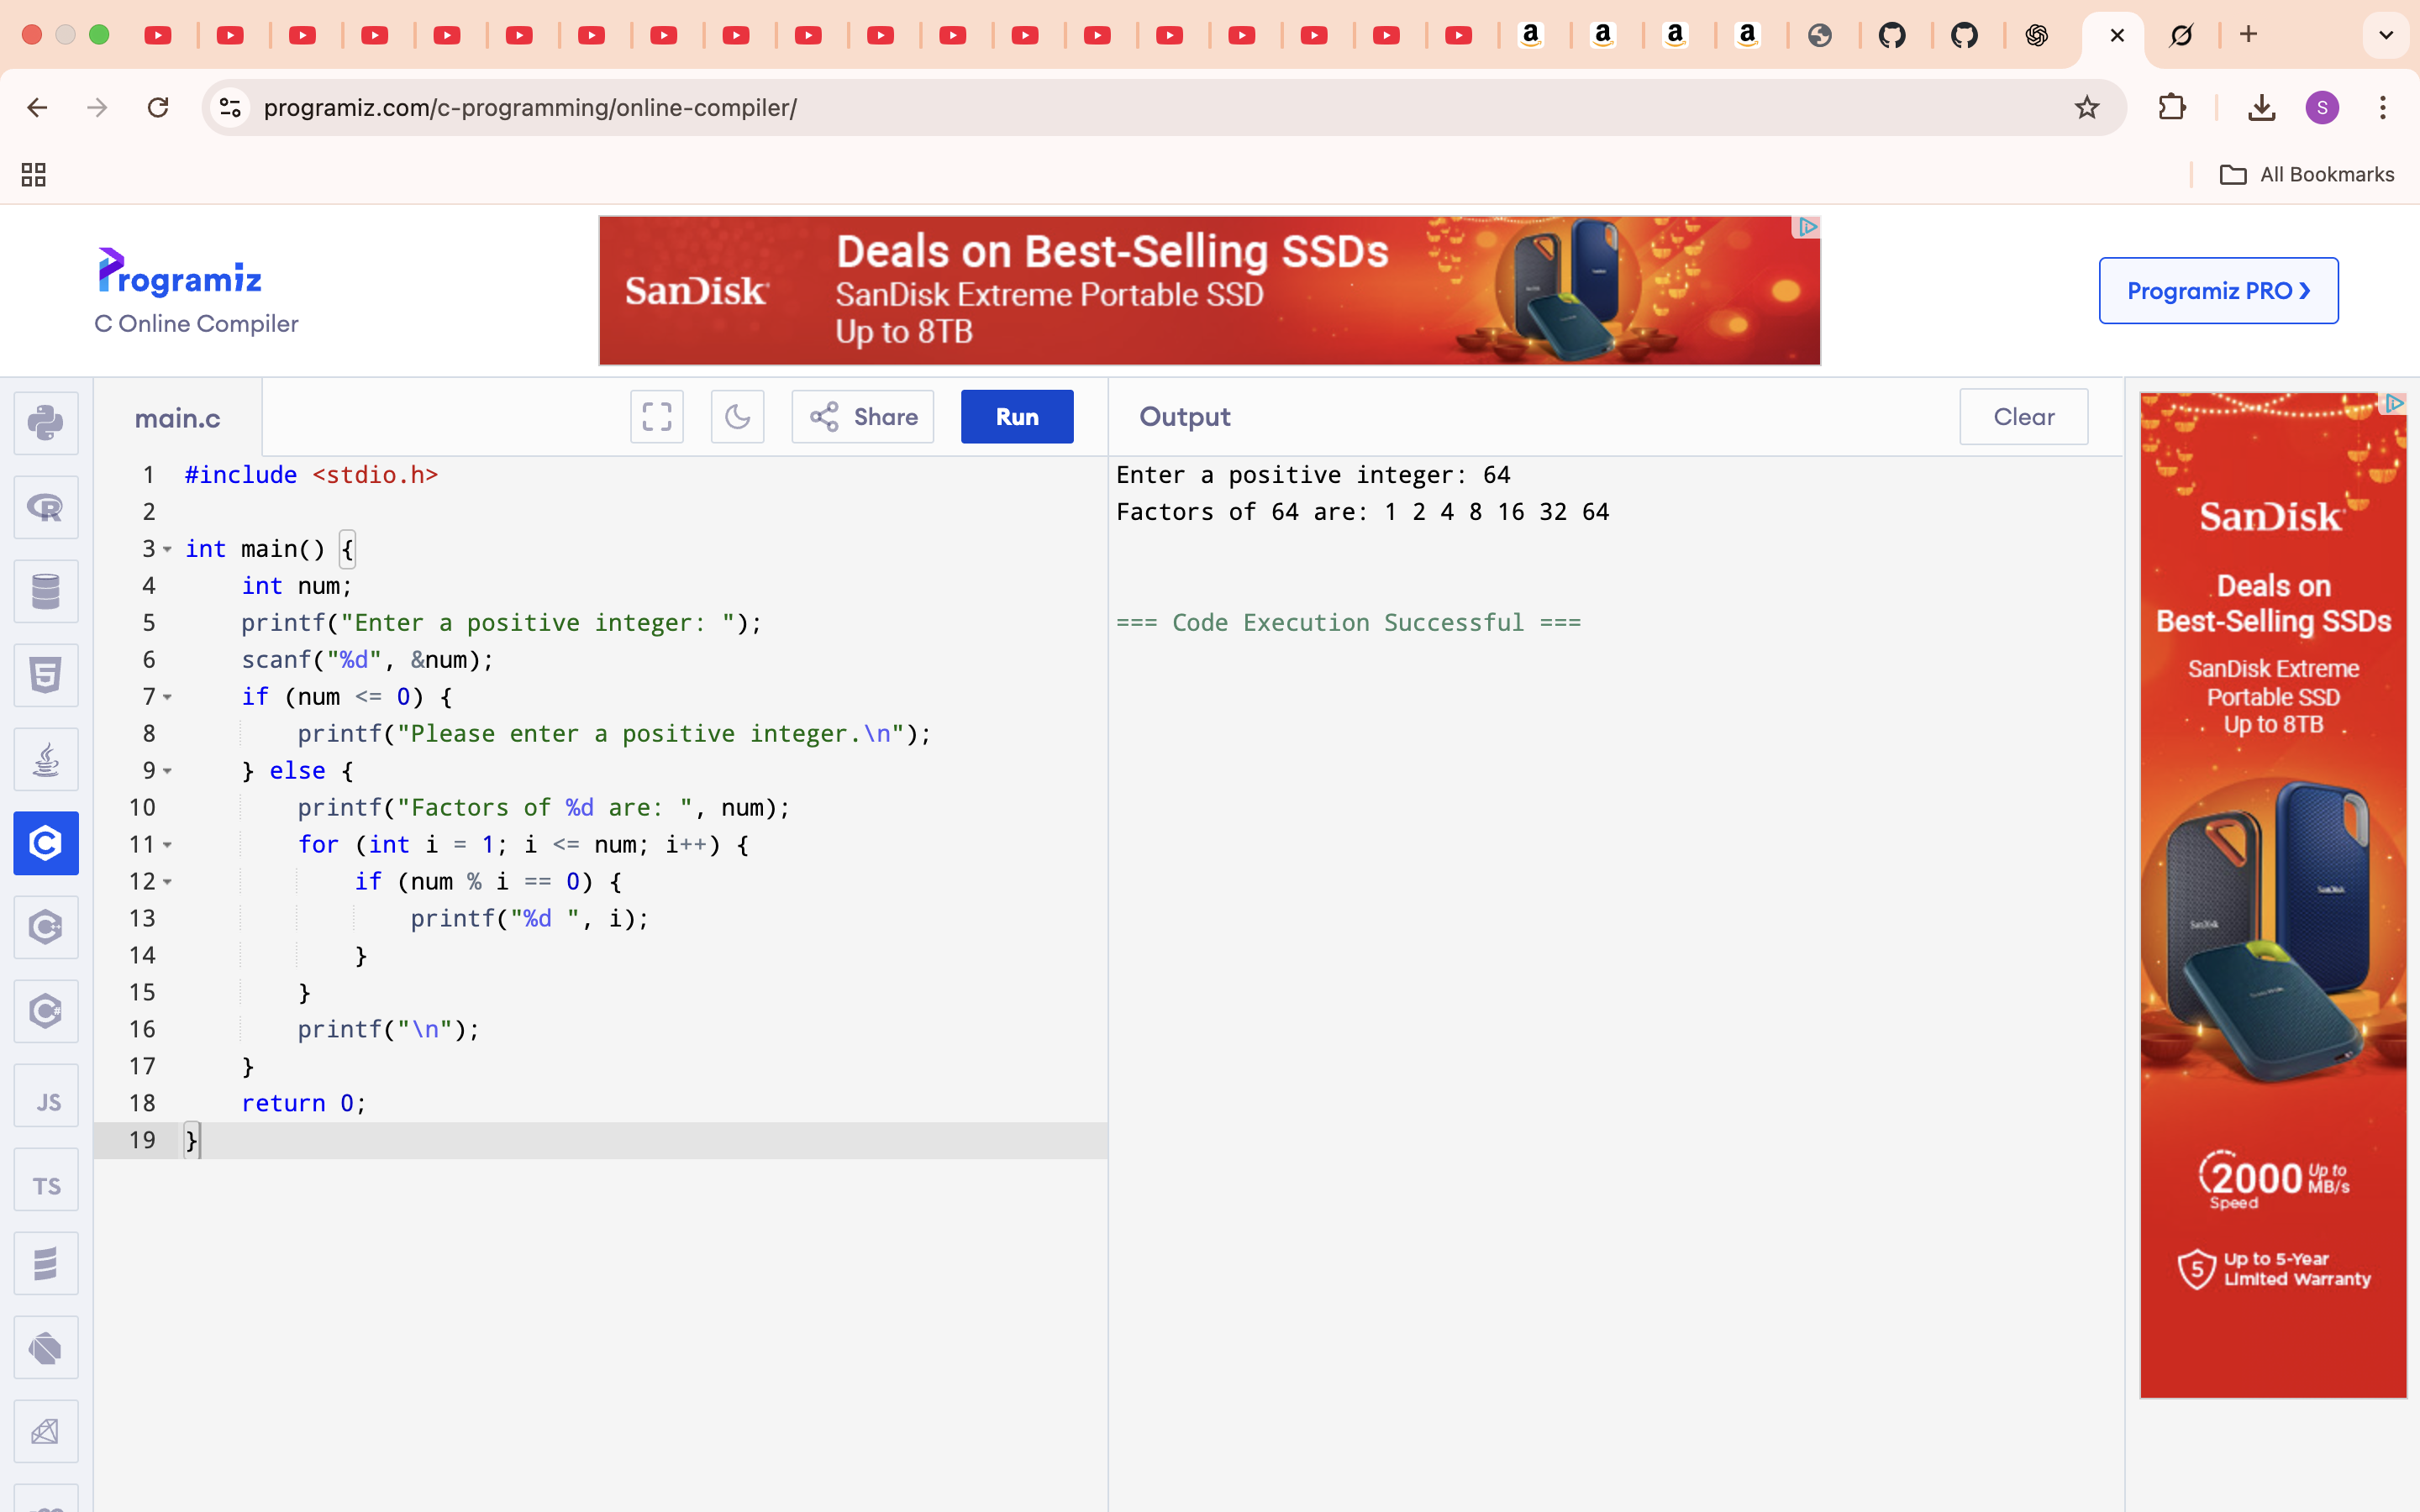 programiz.com/c-programming/online-compiler/
S
All Bookmarks
Programiz
C Online Compiler
SanDisk
Deals on Best-Selling SSDs
SanDisk Extreme Portable SSD
Up to 8TB
Programiz PRO ❯
main.c
Share
Run
Output
Clear
1 #include <stdio.h>
2
3 int main() {
4     int num;
5     printf("Enter a positive integer: ");
6     scanf("%d", &num);
7     if (num <= 0) {
8         printf("Please enter a positive integer.\n");
9     } else {
10         printf("Factors of %d are: ", num);
11         for (int i = 1; i <= num; i++) {
12             if (num % i == 0) {
13                 printf("%d ", i);
14             }
15         }
16         printf("\n");
17     }
18     return 0;
19 }
Enter a positive integer: 64
Factors of 64 are: 1 2 4 8 16 32 64
=== Code Execution Successful ===
JS
TS
SanDisk
Deals on
Best-Selling SSDs
SanDisk Extreme
Portable SSD
Up to 8TB
SanDisk
SanDisk
2000 Up to MB/s
Speed
5 Up to 5-Year
Limited Warranty